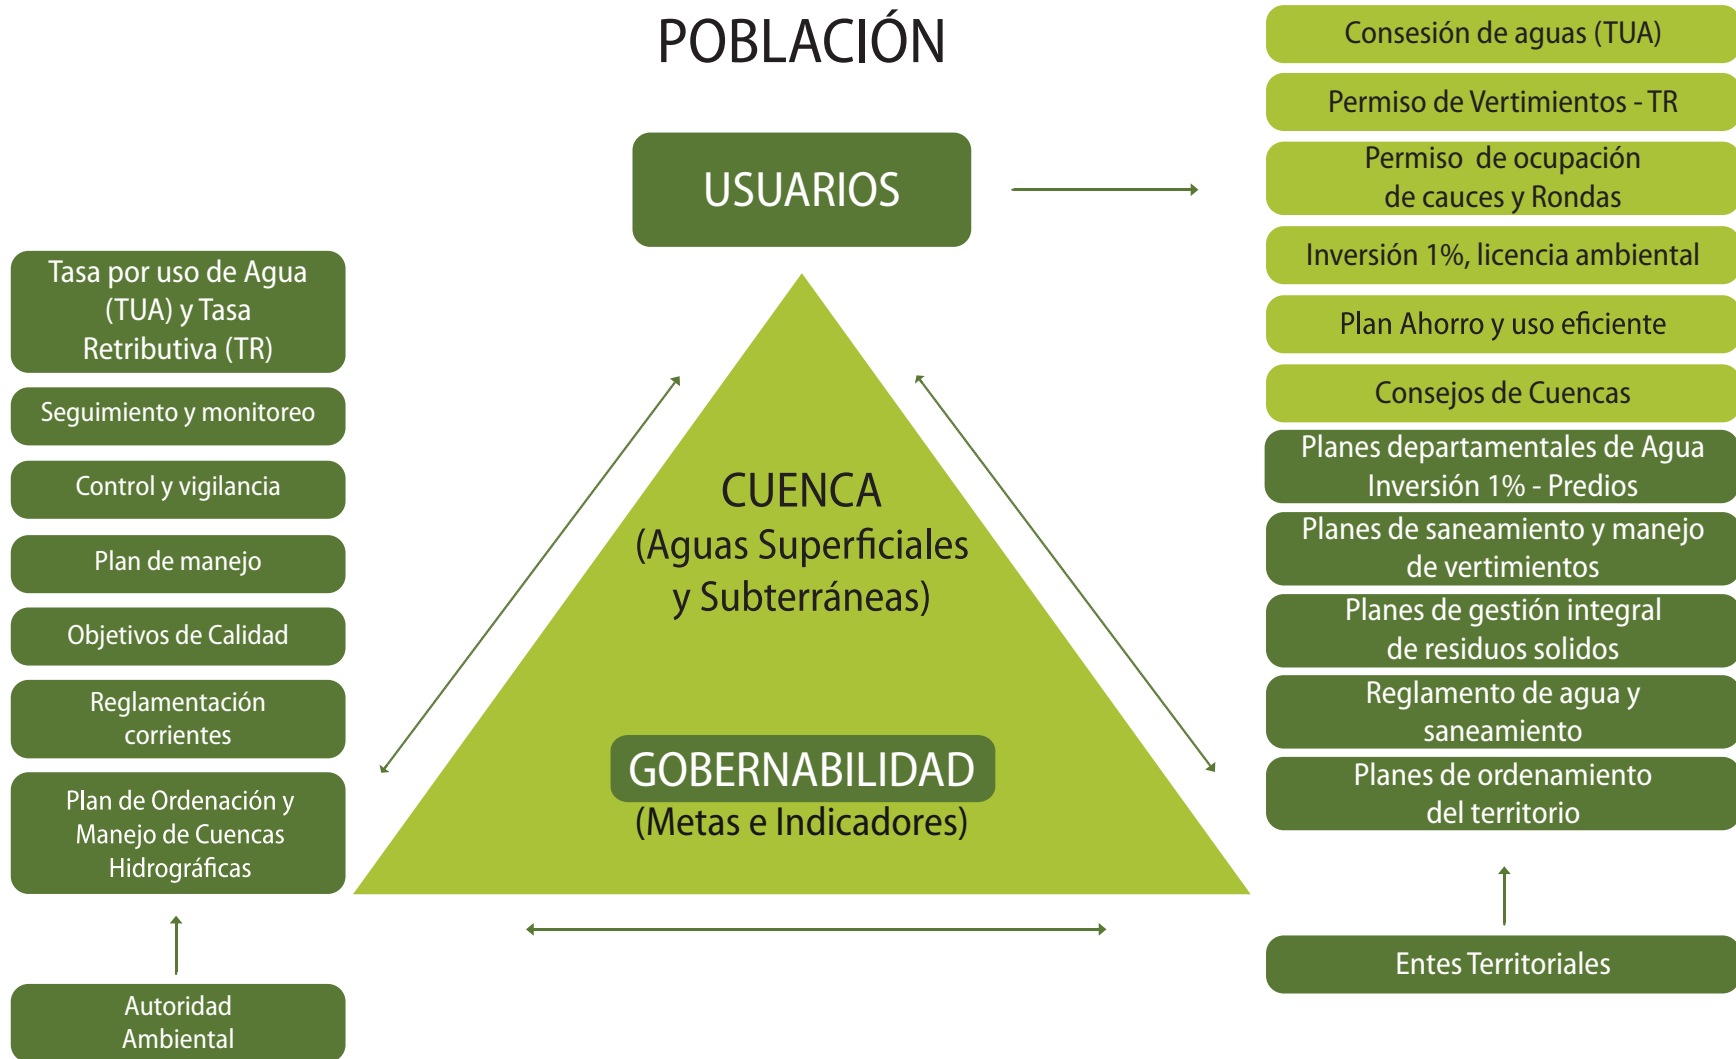 POBLACIÓN
USUARIOS
Tasa por uso de Agua
(TUA) y Tasa
Retributiva (TR)
Seguimiento y monitoreo
Control y vigilancia
Plan de manejo
Objetivos de Calidad
Reglamentación
corrientes
Plan de Ordenación y
Manejo de Cuencas
Hidrográficas
Autoridad
Ambiental
CUENCA
(Aguas Superficiales
y Subterráneas)
GOBERNABILIDAD
(Metas e Indicadores)
Consesión de aguas (TUA)
Permiso de Vertimientos - TR
Permiso de ocupación
de cauces y Rondas
Inversión 1%, licencia ambiental
Plan Ahorro y uso eficiente
Consejos de Cuencas
Planes departamentales de Agua
Inversión 1% - Predios
Planes de saneamiento y manejo
de vertimientos
Planes de gestión integral
de residuos solidos
Reglamento de agua y
saneamiento
Planes de ordenamiento
del territorio
Entes Territoriales